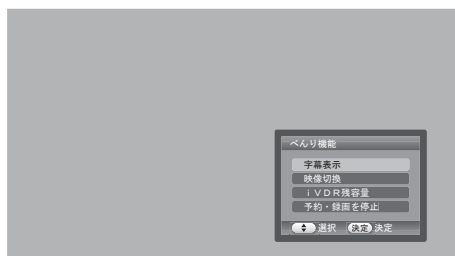 べんり機能
字幕表示
映像切換
iVDR残容量
予約・録画を停止
選択 決定 決定